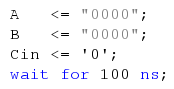 A   <= "0000";
B   <= "0000";
Cin <= '0';
wait for 100 ns;